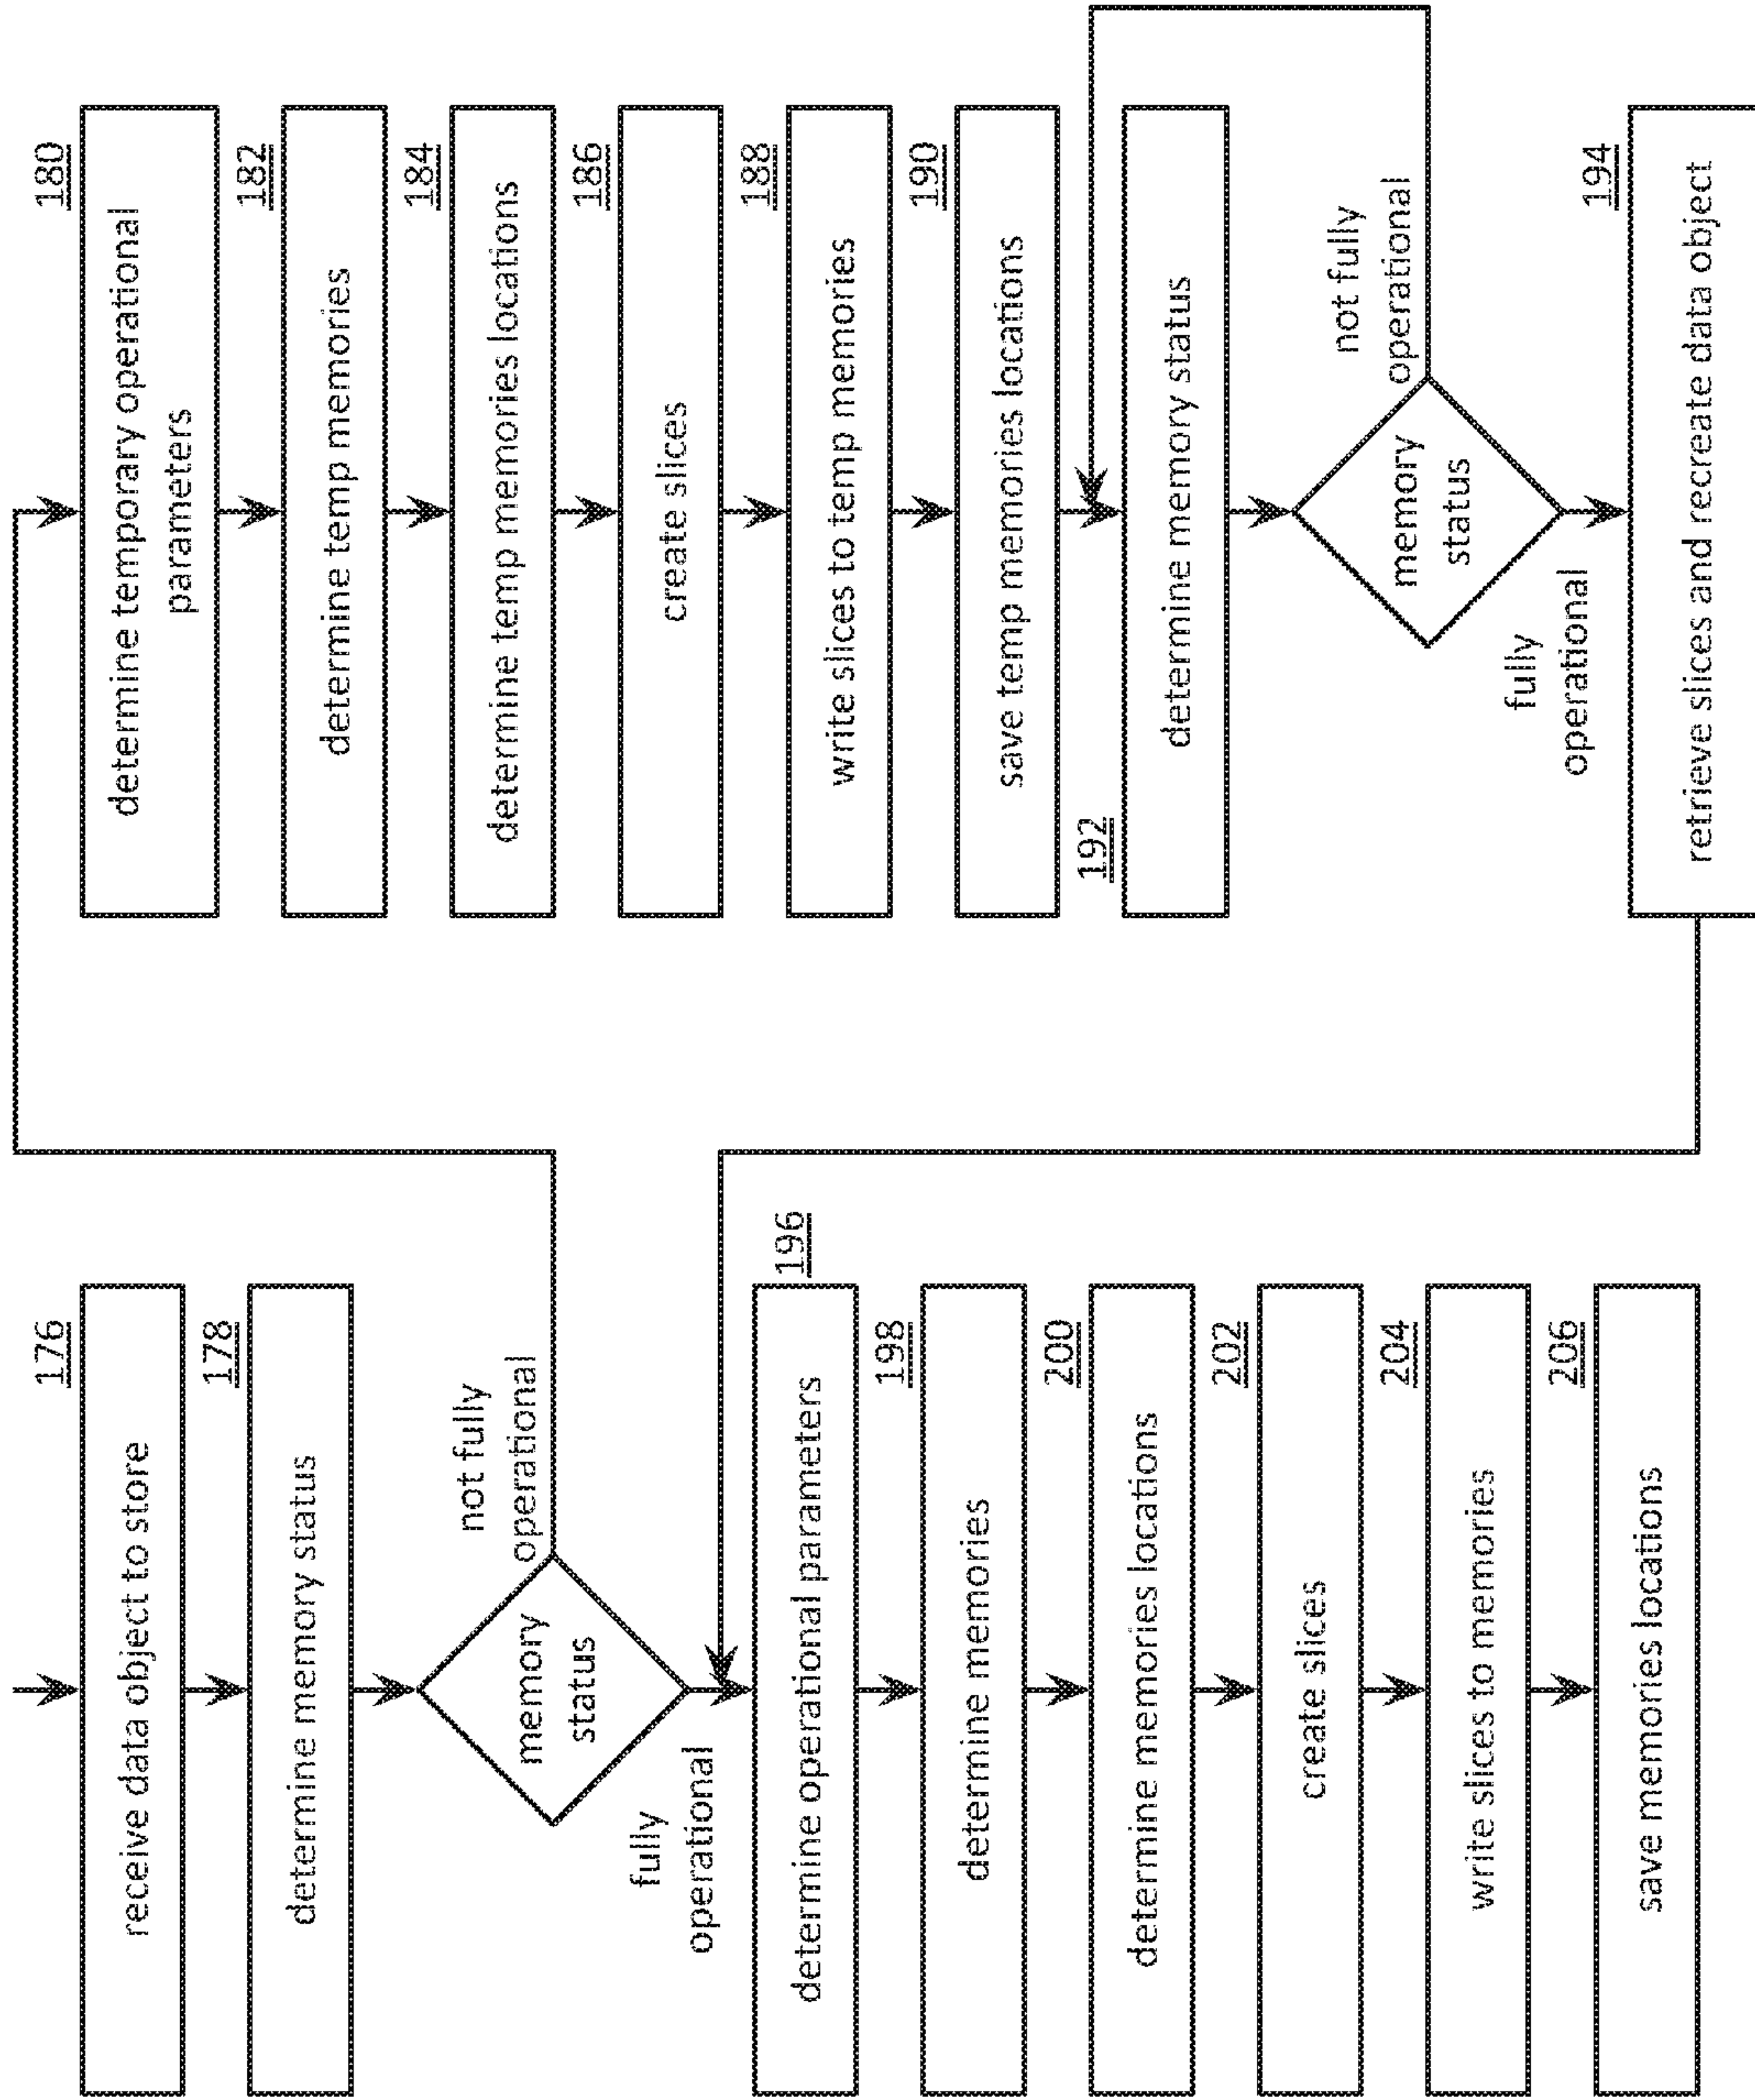 176
receive data object to store
178
determine memory status
memory
status
not fully
operational
fully
operational
196
determine operational parameters
198
determine memories
200
determine memories locations
202
create slices
204
write slices to memories
206
save memories locations
180
determine temporary operational
parameters
182
determine temp memories
184
determine temp memories locations
186
create slices
188
write slices to temp memories
190
save temp memories locations
192
determine memory status
memory
status
not fully
operational
fully
operational
194
retrieve slices and recreate data object